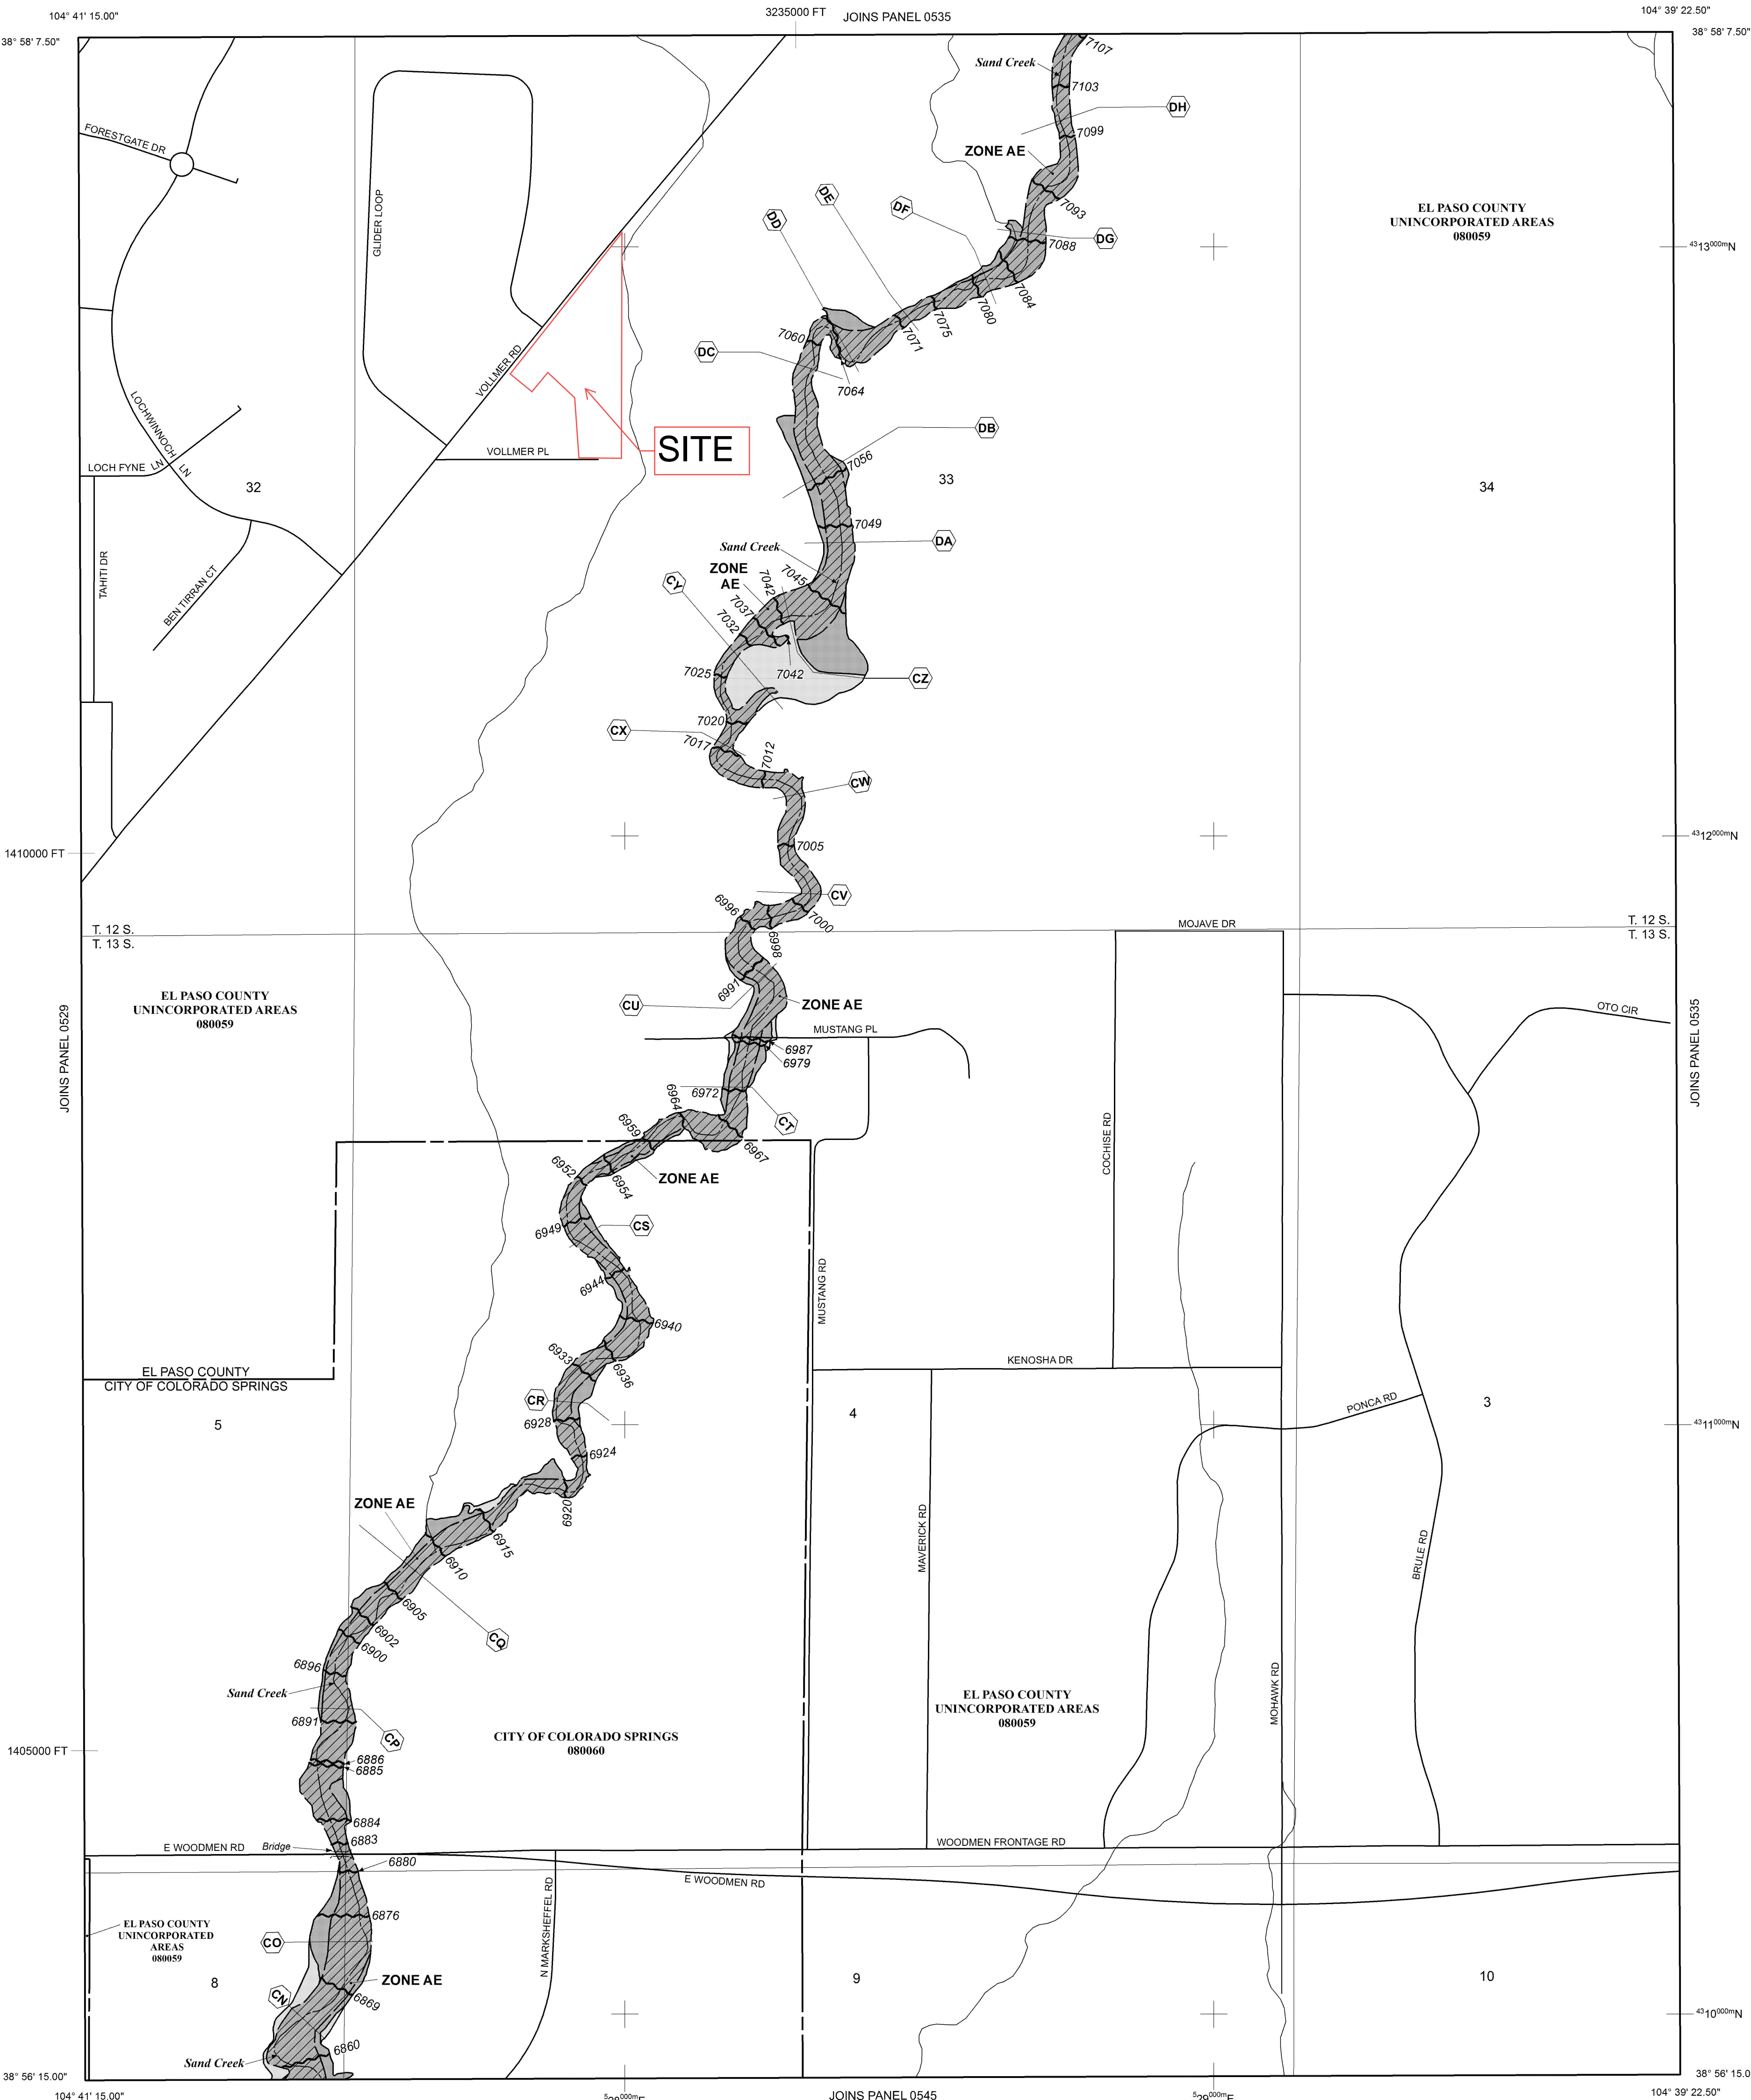 104° 41' 15.00"
3235000 FT
JOINS PANEL 0535
104° 39' 22.50"
38° 58' 7.50"
38° 58' 7.50"
7107
Sand Creek
7103
DH
7099
FORESTGATE DR
ZONE AE
GLIDER LOOP
7093
DE
DF
DD
EL PASO COUNTY
UNINCORPORATED AREAS
080059
DG
7088
4313000mN
7084
7080
7075
7071
7060
DC
7064
VOLLMER RD
LOCHWINNOCH LN
DB
SITE
VOLLMER PL
7056
LOCH FYNE LN
32
33
34
7049
DA
Sand Creek
ZONE
AE
TAHITI DR
BEN TIRRAN CT
CY
7045
7042
7037
7032
7025
7042
CZ
7020
CX
7017
7012
CW
4312000mN
7005
1410000 FT
CV
6996
7000
T. 12 S.
T. 13 S.
MOJAVE DR
T. 12 S.
T. 13 S.
6998
6991
EL PASO COUNTY
UNINCORPORATED AREAS
080059
CU
ZONE AE
OTO CIR
JOINS PANEL 0529
JOINS PANEL 0535
MUSTANG PL
6987
6979
6972
6964
CT
6959
6967
COCHISE RD
6952
6954
ZONE AE
6949
CS
6944
MUSTANG RD
6940
6933
6936
KENOSHA DR
EL PASO COUNTY
CITY OF COLORADO SPRINGS
CR
6928
5
4
PONCA RD
3
4311000mN
6924
6920
ZONE AE
6915
MAVERICK RD
BRULE RD
6910
6905
6902
6900
CQ
6896
Sand Creek
MOHAWK RD
EL PASO COUNTY
UNINCORPORATED AREAS
080059
6891
CP
CITY OF COLORADO SPRINGS
080060
1405000 FT
6886
6885
6884
6883
E WOODMEN RD
Bridge
WOODMEN FRONTAGE RD
6880
E WOODMEN RD
N MARKSHEFFEL RD
6876
EL PASO COUNTY
UNINCORPORATED
AREAS
080059
CO
8
ZONE AE
9
10
CN
6869
4310000mN
6860
Sand Creek
38° 56' 15.00"
38° 56' 15.0
104° 41' 15.00"
528000mE
JOINS PANEL 0545
529000mE
104° 39' 22.50"